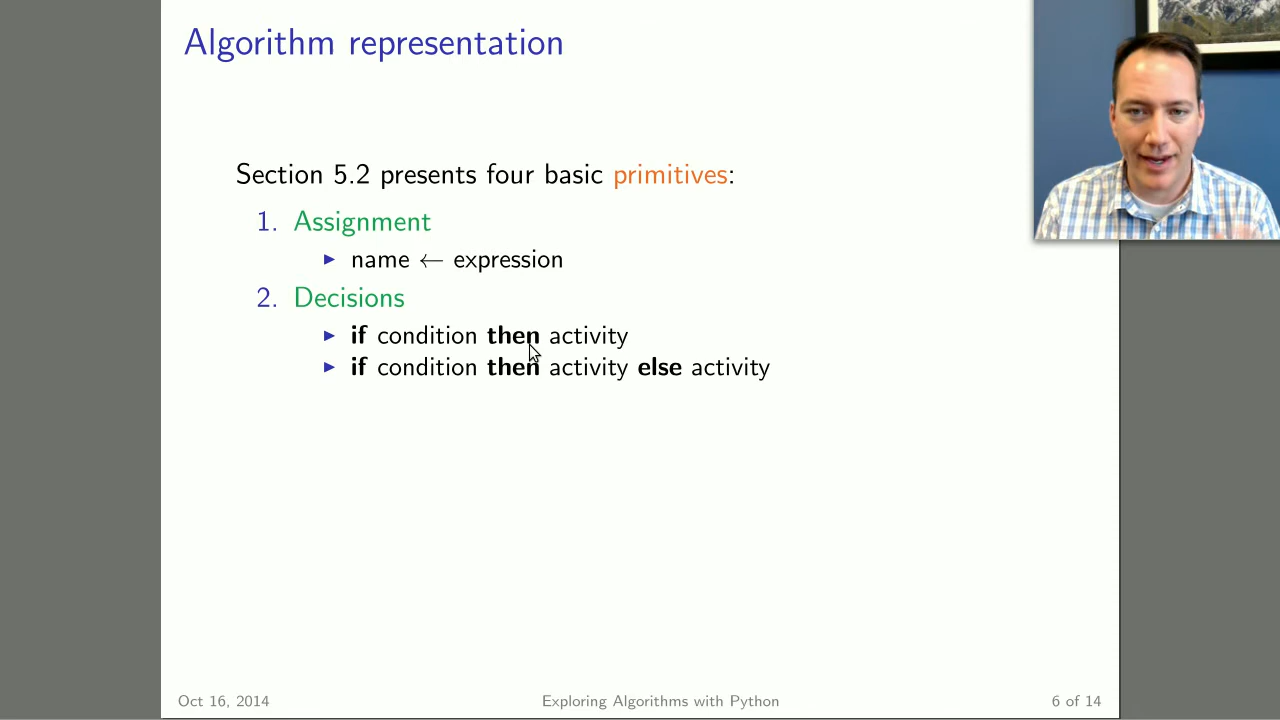 Algorithm representation
Section 5.2 presents four basic primitives:
1. Assignment
▶ name ← expression
2. Decisions
▶ if condition then activity
▶ if condition then activity else activity
Oct 16, 2014
Exploring Algorithms with Python
6 of 14